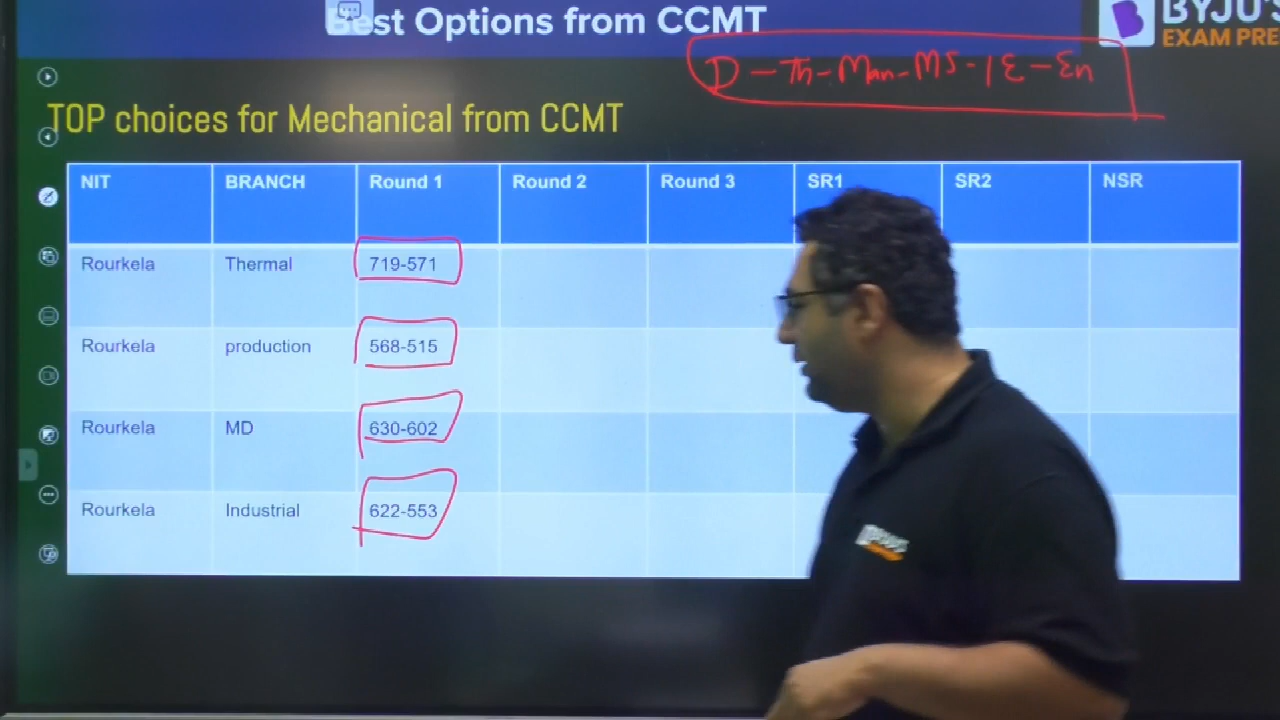 Best Options from CCMT
BYJU'S
EXAM PRE
D - Th - Man - MS - IE - En
TOP choices for Mechanical from CCMT
NIT BRANCH Round 1 Round 2 Round 3 SR1 SR2 NSR
Rourkela Thermal 719-571
Rourkela production 568-515
Rourkela MD 630-602
Rourkela Industrial 622-553